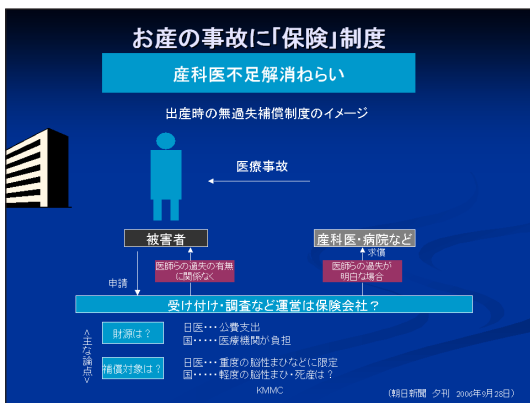 お産の事故に「保険」制度
産科医不足解消ねらい
出産時の無過失補償制度のイメージ
医療事故
被害者
産科医・病院など
申請
医師らの過失の有無
に関係なく
求償
医師らの過失が
明白な場合
受け付け・調査など運営は保険会社？
<主な論点>
財源は？
日医・・・公費支出
国・・・・・医療機関が負担
補償対象は？
日医・・・重度の脳性まひなどに限定
国・・・・・軽度の脳性まひ・死産は？
KMMC
(朝日新聞 夕刊 2006年9月28日)